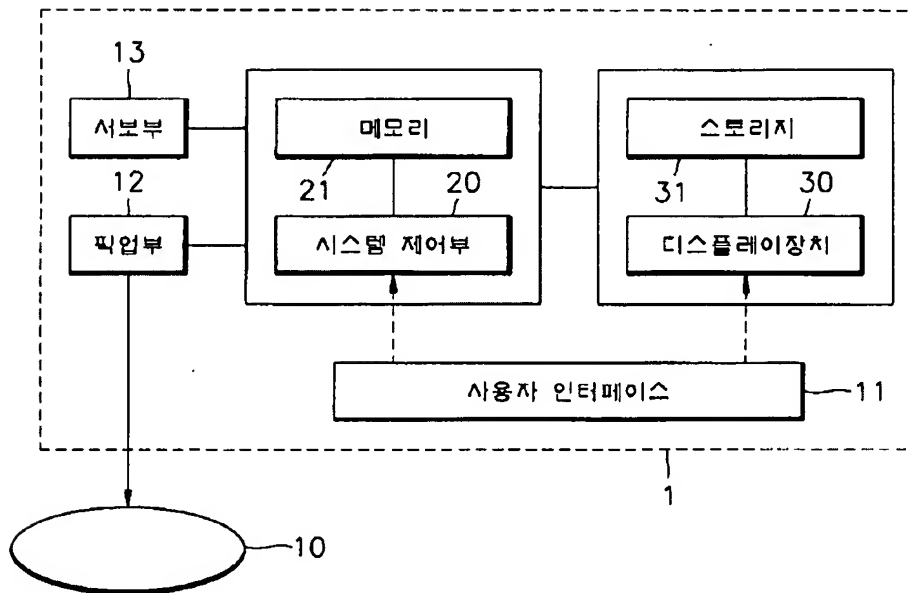 13
서보부
메모리
스토리지
12
21
20
31
30
픽업부
시스템 제어부
디스플레이장치
사용자 인터페이스
11
1
10